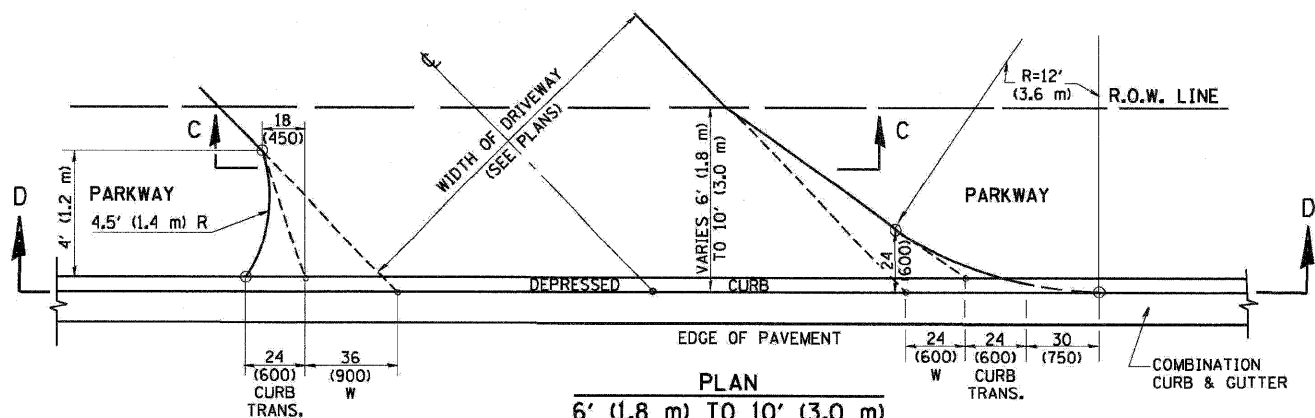 ℄
R=12'
(3.6 m)
R.O.W. LINE
C
18
(450)
WIDTH OF DRIVEWAY
(SEE PLANS)
C
D
4' (1.2 m)
PARKWAY
4.5' (1.4 m) R
VARIES 6' (1.8 m)
TO 10' (3.0 m)
PARKWAY
D
24
(600)
DEPRESSED CURB
EDGE OF PAVEMENT
24
(600)
CURB
TRANS.
36
(900)
W
24
(600)
W
24
(600)
CURB
TRANS.
30
(750)
COMBINATION
CURB & GUTTER
PLAN
6' (1.8 m) TO 10' (3.0 m)